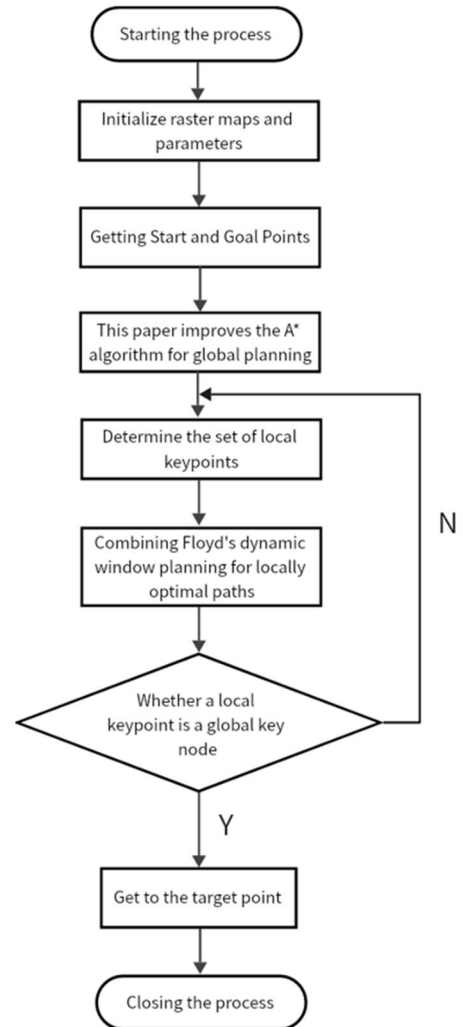 Starting the process
Initialize raster maps and
parameters
Getting Start and Goal Points
This paper improves the A*
algorithm for global planning
Determine the set of local
keypoints
N
Combining Floyd's dynamic
window planning for locally
optimal paths
Whether a local
keypoint is a global key
node
Y
Get to the target point
Closing the process